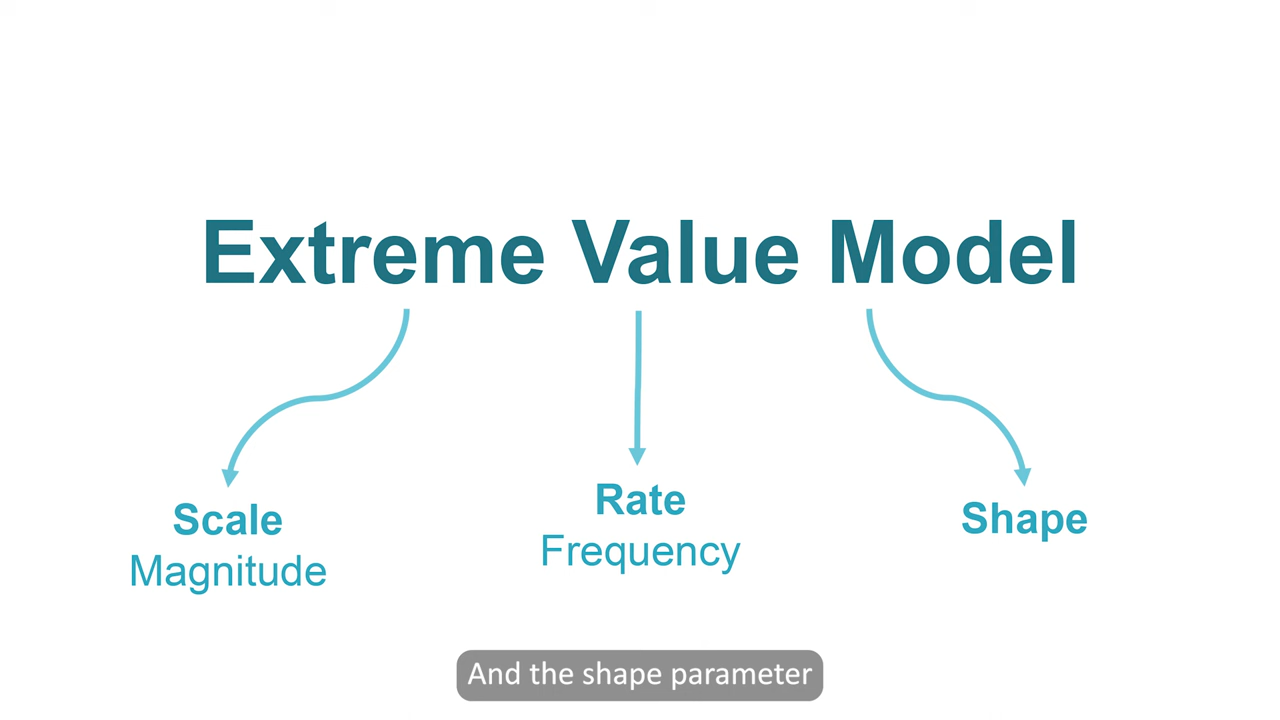 Extreme Value Model
Scale
Magnitude
Rate
Frequency
Shape
And the shape parameter